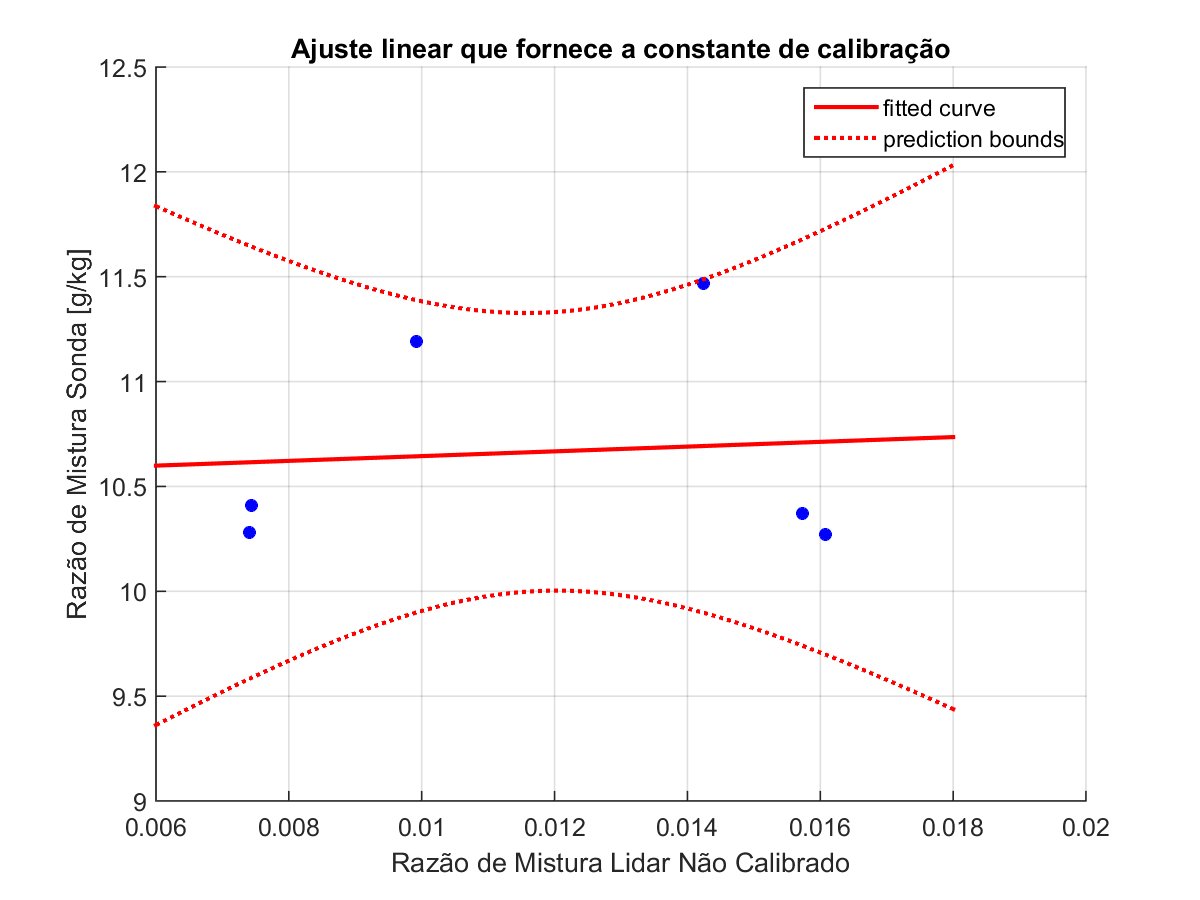 Ajuste linear que fornece a constante de calibração
12.5
12
11.5
11
10.5
10
9.5
9
fitted curve
prediction bounds
Razão de Mistura Sonda [g/kg]
0.006 0.008 0.01 0.012 0.014 0.016 0.018 0.02
Razão de Mistura Lidar Não Calibrado